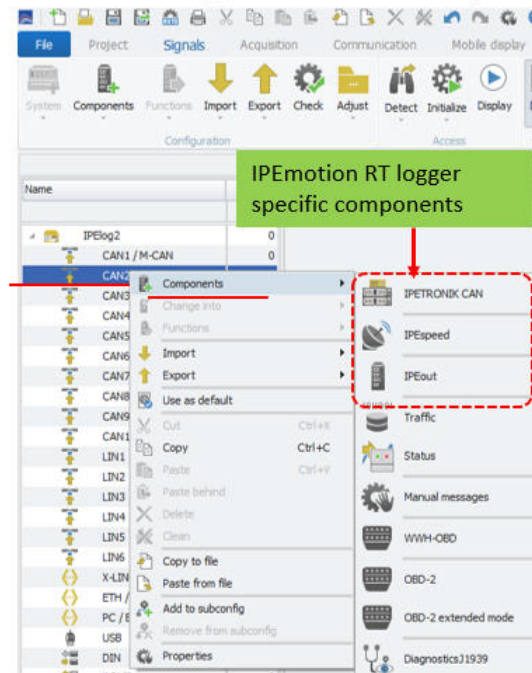 File Project Signals Acquisition Communication Mobile display
System Components Functions Import Export Check Adjust Detect Initialize Display
Configuration Access
IPEmotion RT logger
specific components
Name
IPElog2 0
CAN1 / M-CAN 0
CAN2
CAN3
CAN4
CAN5
CAN6
CAN7
CAN8
CAN9
CAN1
LIN1
LIN2
LIN3
LIN4
LIN5
LIN6
X-LIN
ETH /
PC / E
USB
DIN
Components
Change into
Functions
Import
Export
Use as default
Cut Ctrl+X
Copy Ctrl+C
Paste Ctrl+V
Paste behind
Delete
Clean
Copy to file
Paste from file
Add to subconfig
Remove from subconfig
Properties
IPETRONIK CAN
IPEspeed
IPEout
Traffic
Status
Manual messages
WWH-OBD
OBD-2
OBD-2 extended mode
DiagnosticsJ1939